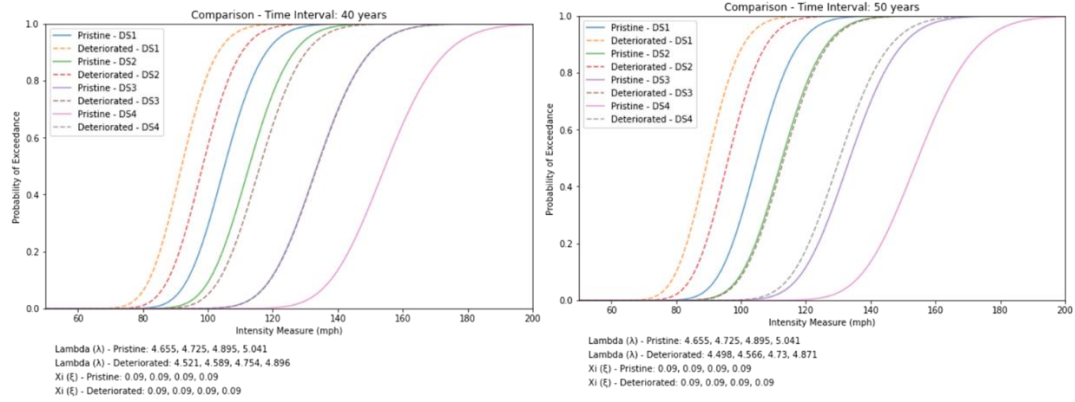 Comparison - Time Interval: 40 years
Probability of Exceedance
1.0
0.8
0.6
0.4
0.2
0.0
Pristine - DS1
Deteriorated - DS1
Pristine - DS2
Deteriorated - DS2
Pristine - DS3
Deteriorated - DS3
Pristine - DS4
Deteriorated - DS4
60 80 100 120 140 160 180 200
Intensity Measure (mph)
Lambda (λ) - Pristine: 4.655, 4.725, 4.895, 5.041
Lambda (λ) - Deteriorated: 4.521, 4.589, 4.754, 4.896
Xi (ξ) - Pristine: 0.09, 0.09, 0.09, 0.09
Xi (ξ) - Deteriorated: 0.09, 0.09, 0.09, 0.09
Comparison - Time Interval: 50 years
Probability of Exceedance
1.0
0.8
0.6
0.4
0.2
0.0
Pristine - DS1
Deteriorated - DS1
Pristine - DS2
Deteriorated - DS2
Pristine - DS3
Deteriorated - DS3
Pristine - DS4
Deteriorated - DS4
60 80 100 120 140 160 180 200
Intensity Measure (mph)
Lambda (λ) - Pristine: 4.655, 4.725, 4.895, 5.041
Lambda (λ) - Deteriorated: 4.498, 4.566, 4.73, 4.871
Xi (ξ) - Pristine: 0.09, 0.09, 0.09, 0.09
Xi (ξ) - Deteriorated: 0.09, 0.09, 0.09, 0.09